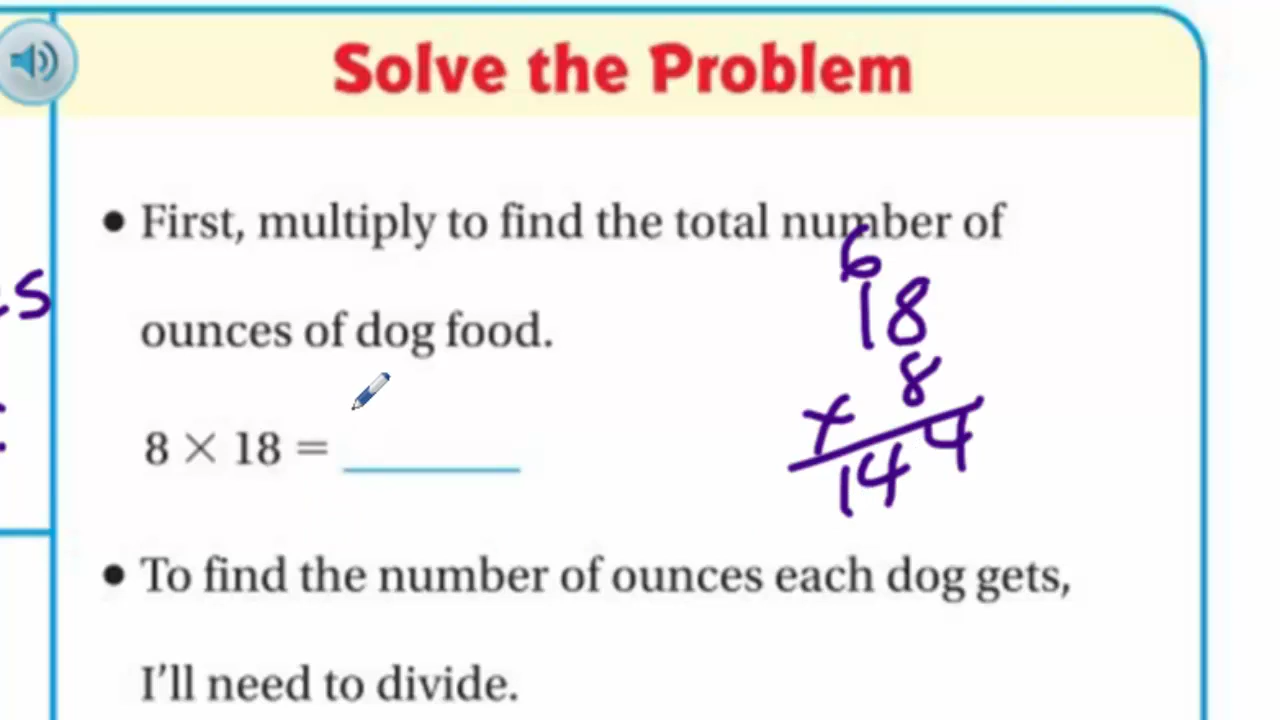 Solve the Problem
• First, multiply to find the total number of
ounces of dog food.
8 × 18 =
6
18
× 8
144
• To find the number of ounces each dog gets,
I'll need to divide.